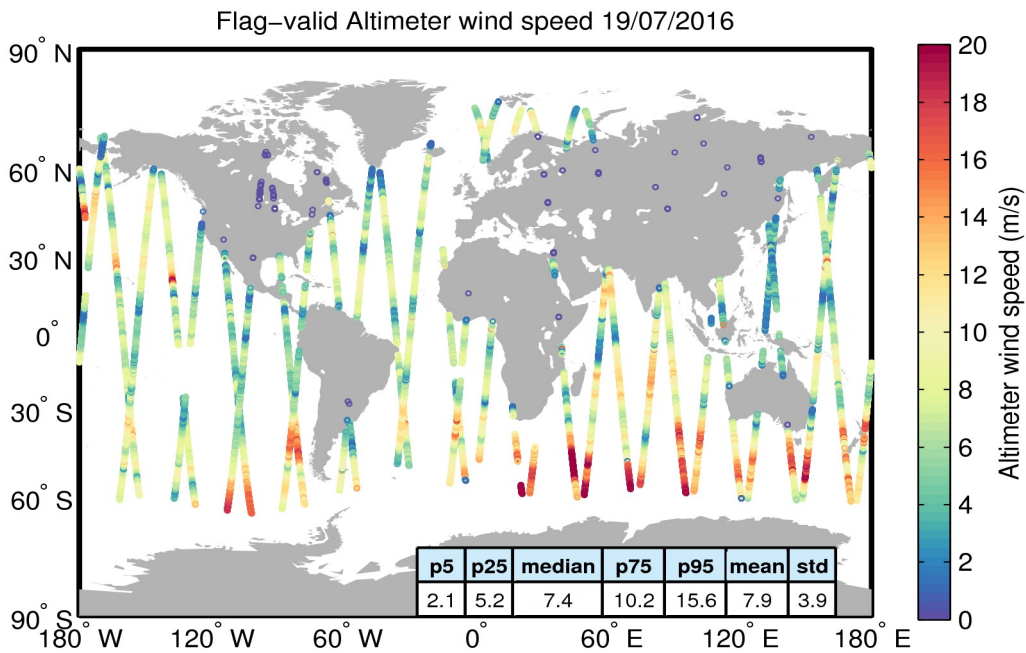 Flag−valid Altimeter wind speed 19/07/2016
90° N
60° N
30° N
0°
30° S
60° S
90° S
180° W
120° W
60° W
0°
60° E
120° E
180° E
p5 p25 median p75 p95 mean std
2.1 5.2 7.4 10.2 15.6 7.9 3.9
20
18
16
14
12
10
8
6
4
2
0
Altimeter wind speed (m/s)